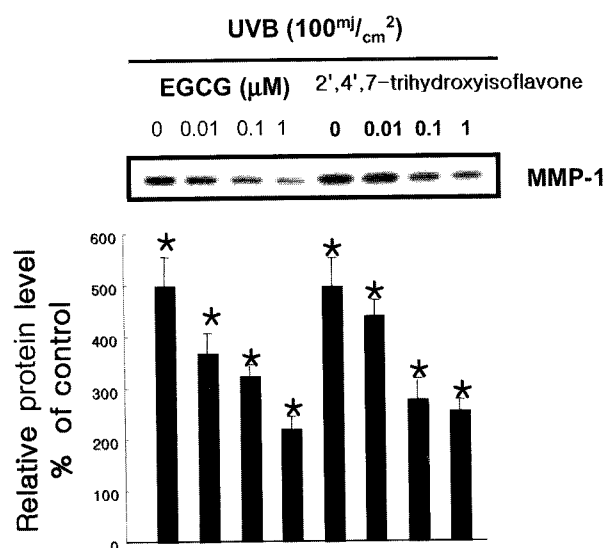 UVB (100mj/cm2)
EGCG (μM) 2',4',7-trihydroxyisoflavone
0 0.01 0.1 1 0 0.01 0.1 1
MMP-1
Relative protein level
% of control
600
500
400
300
200
100
0
* * * * * * * *